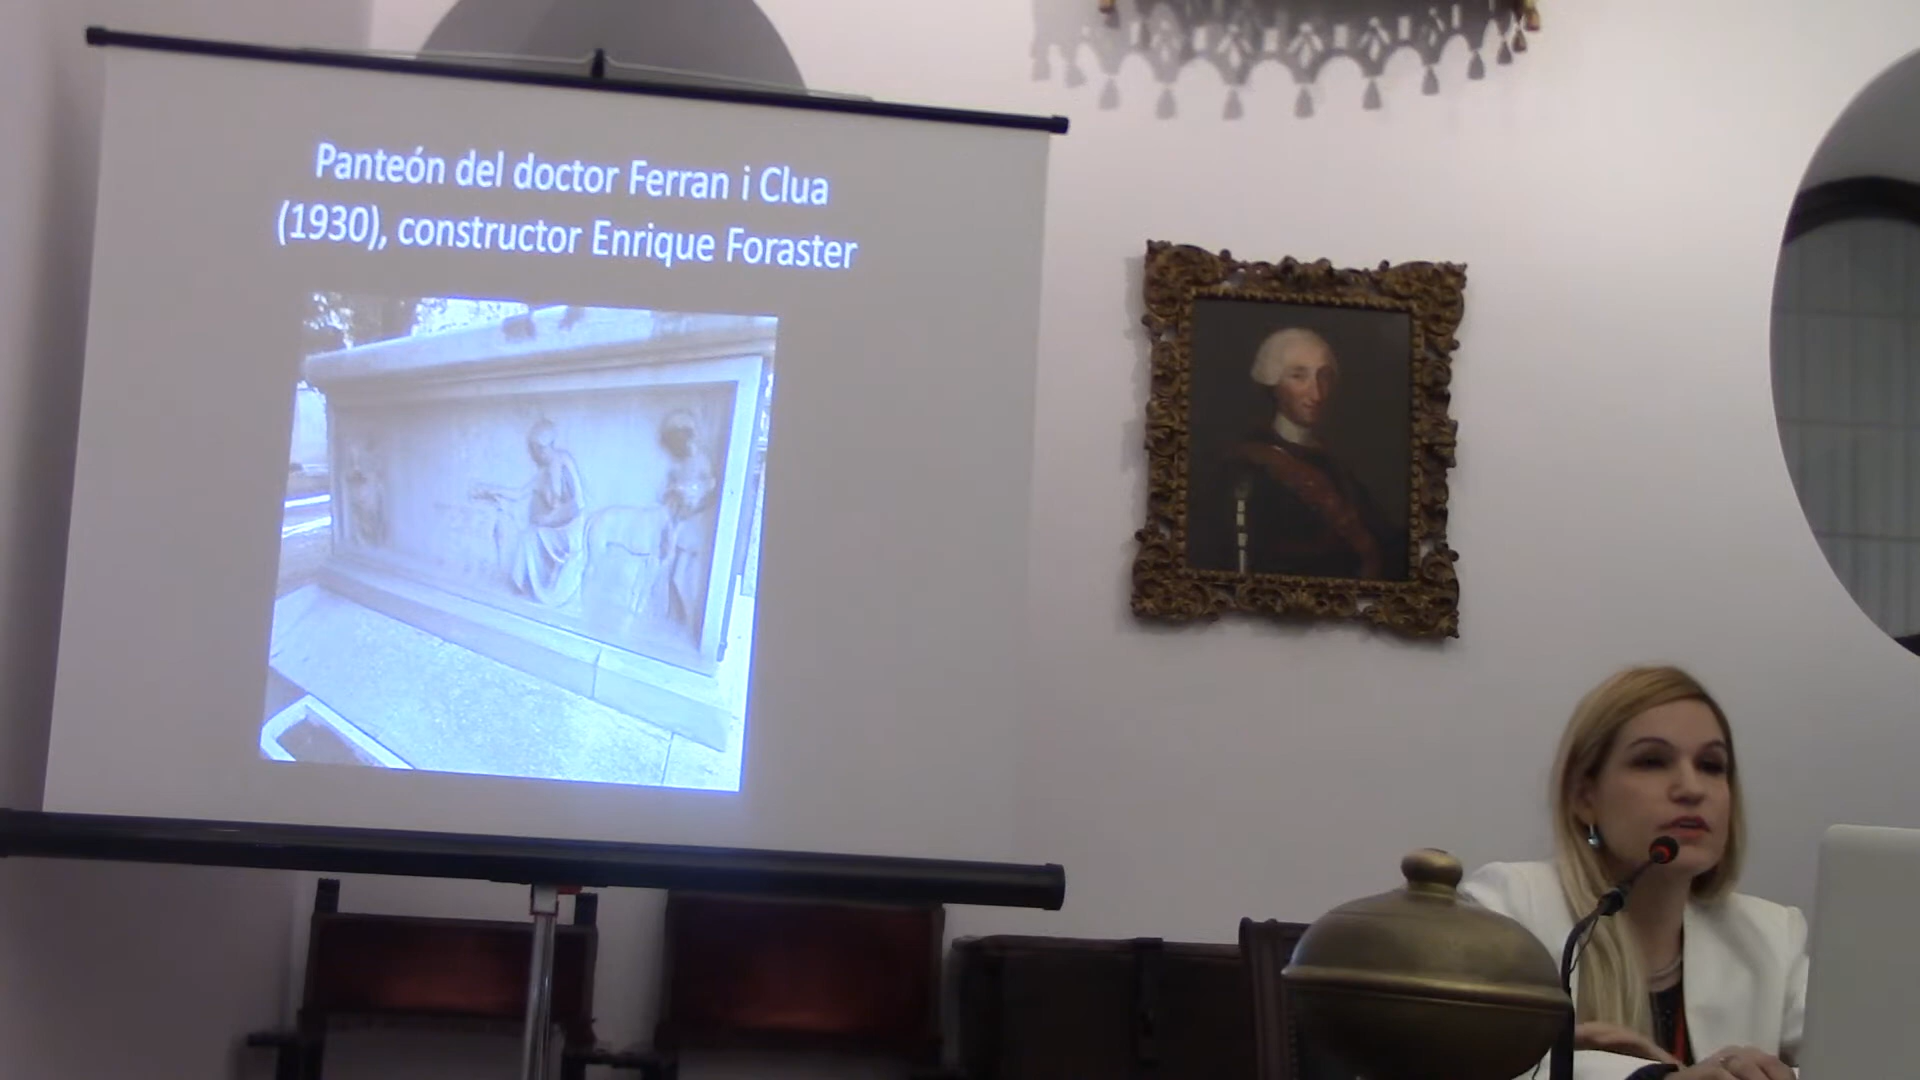 Panteón del doctor Ferran i Clua
(1930), constructor Enrique Foraster